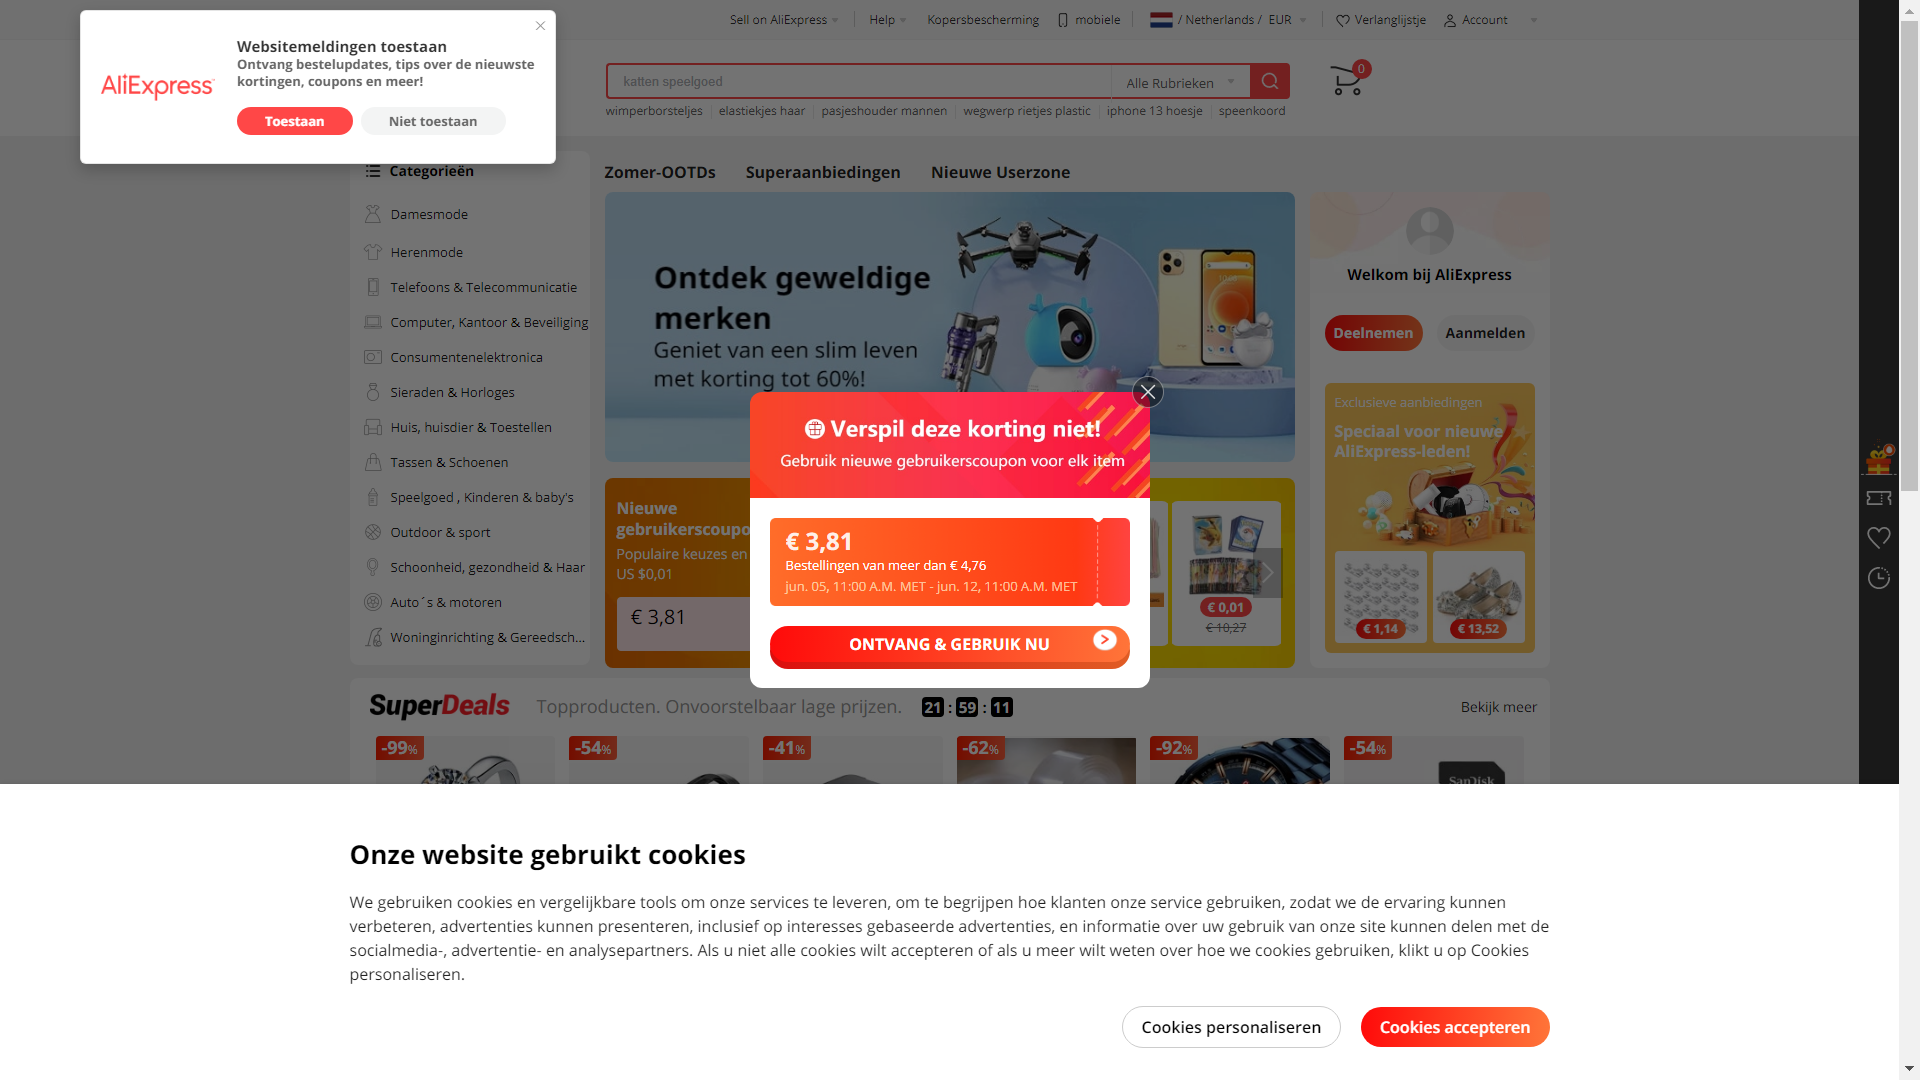 Websitemeldingen toestaan
Ontvang bestelupdates, tips over de nieuwste
kortingen, coupons en meer!
AliExpress
Toestaan
Niet toestaan
Sell on AliExpress
Help
Kopersbescherming
mobiele
/ Netherlands / EUR
Verlanglijstje
Account
katten speelgoed
Alle Rubrieken
0
wimperborsteljes
elastiekjes haar
pasjeshouder mannen
wegwerp rietjes plastic
iphone 13 hoesje
speenkoord
Categorieën
Damesmode
Herenmode
Telefoons & Telecommunicatie
Computer, Kantoor & Beveiliging
Consumentenelektronica
Sieraden & Horloges
Huis, huisdier & Toestellen
Tassen & Schoenen
Speelgoed , Kinderen & baby's
Outdoor & sport
Schoonheid, gezondheid & Haar
Auto´s & motoren
Woninginrichting & Gereedsch...
Zomer-OOTDs
Superaanbiedingen
Nieuwe Userzone
Ontdek geweldige
merken
Geniet van een slim leven
met korting tot 60%!
Welkom bij AliExpress
Deelnemen
Aanmelden
Exclusieve aanbiedingen
Speciaal voor nieuwe
AliExpress-leden!
€ 1,14
€ 13,52
Nieuwe
gebruikerscoupo
Populaire keuzes en
US $0,01
€ 3,81
€ 0,01
€ 10,27
Verspil deze korting niet!
Gebruik nieuwe gebruikerscoupon voor elk item
€ 3,81
Bestellingen van meer dan € 4,76
jun. 05, 11:00 A.M. MET - jun. 12, 11:00 A.M. MET
ONTVANG & GEBRUIK NU
SuperDeals
Topproducten. Onvoorstelbaar lage prijzen.
21 : 59 : 11
Bekijk meer
-99%
-54%
-41%
-62%
-92%
-54%
SanDisk
Onze website gebruikt cookies
We gebruiken cookies en vergelijkbare tools om onze services te leveren, om te begrijpen hoe klanten onze service gebruiken, zodat we de ervaring kunnen
verbeteren, advertenties kunnen presenteren, inclusief op interesses gebaseerde advertenties, en informatie over uw gebruik van onze site kunnen delen met de
socialmedia-, advertentie- en analysepartners. Als u niet alle cookies wilt accepteren of als u meer wilt weten over hoe we cookies gebruiken, klikt u op Cookies
personaliseren.
Cookies personaliseren
Cookies accepteren